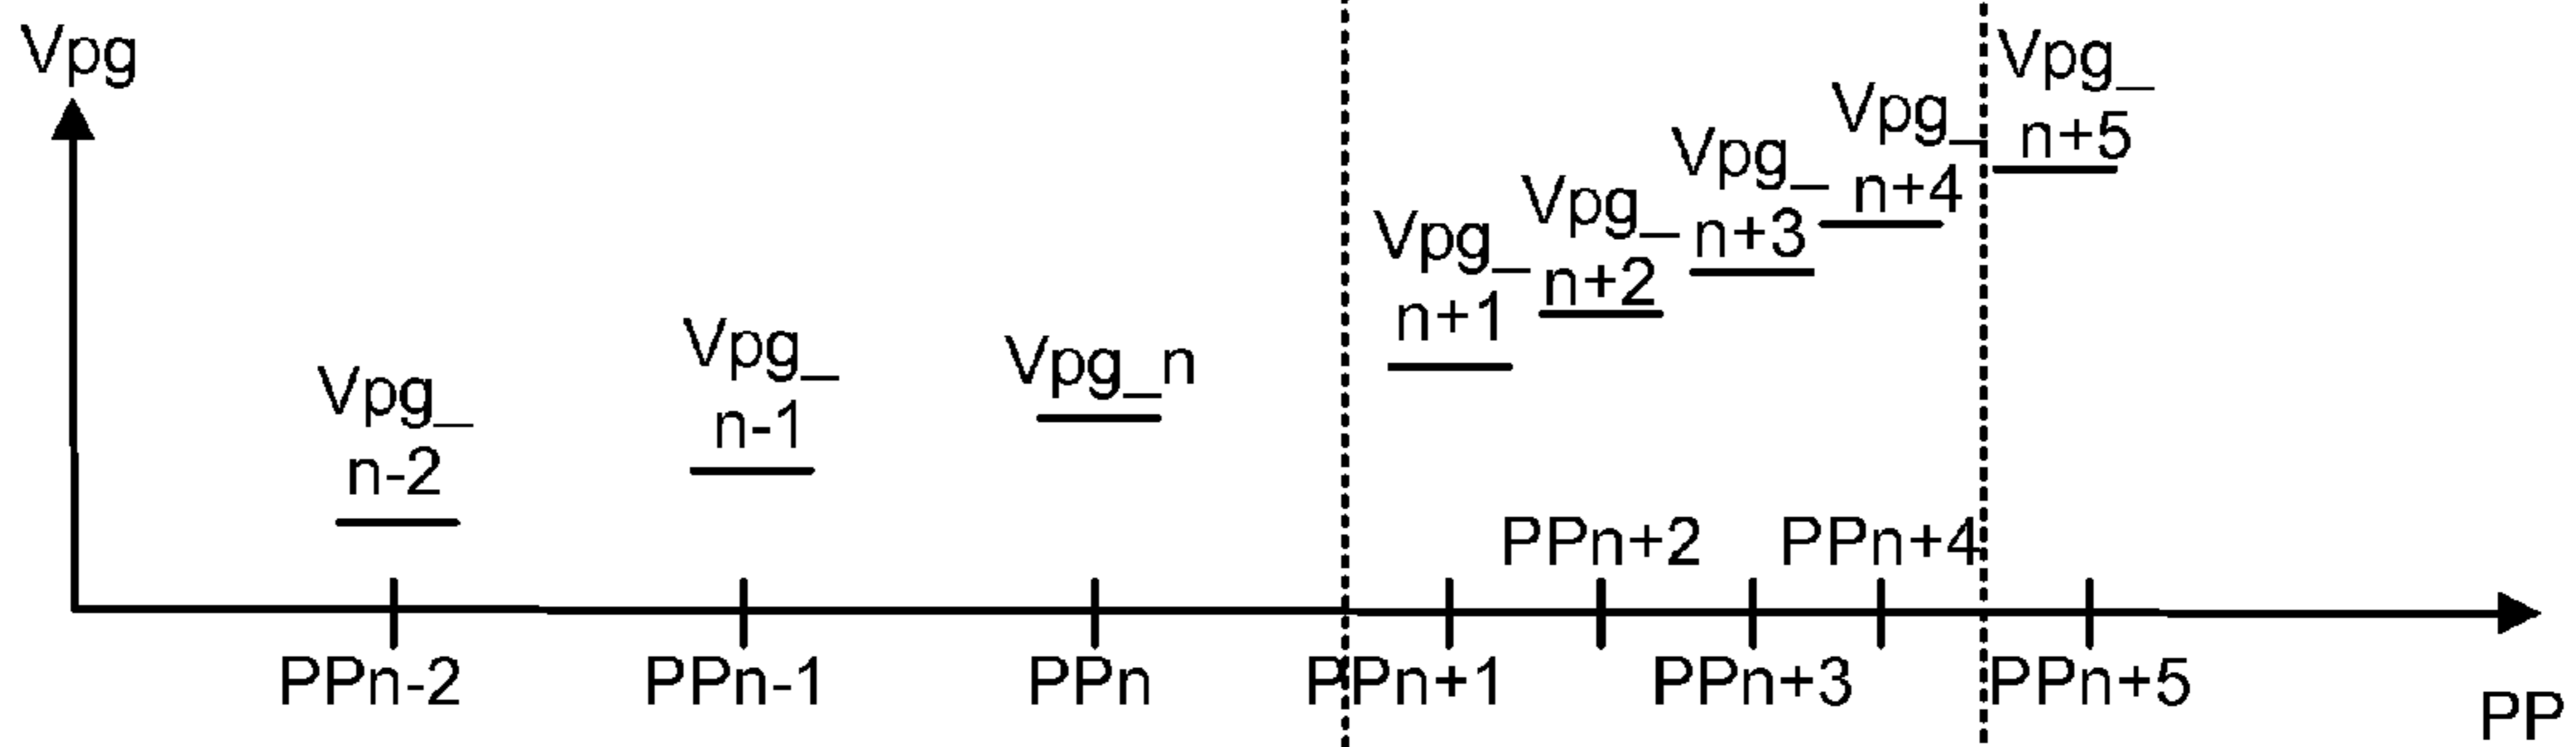 Vpg
Vpg_
n-2
Vpg_
n-1
Vpg_n
Vpg_
n+1
Vpg_
n+2
Vpg_
n+3
Vpg_
n+4
Vpg_
n+5
PPn-2
PPn-1
PPn
PPn+1
PPn+2
PPn+3
PPn+4
PPn+5
PP